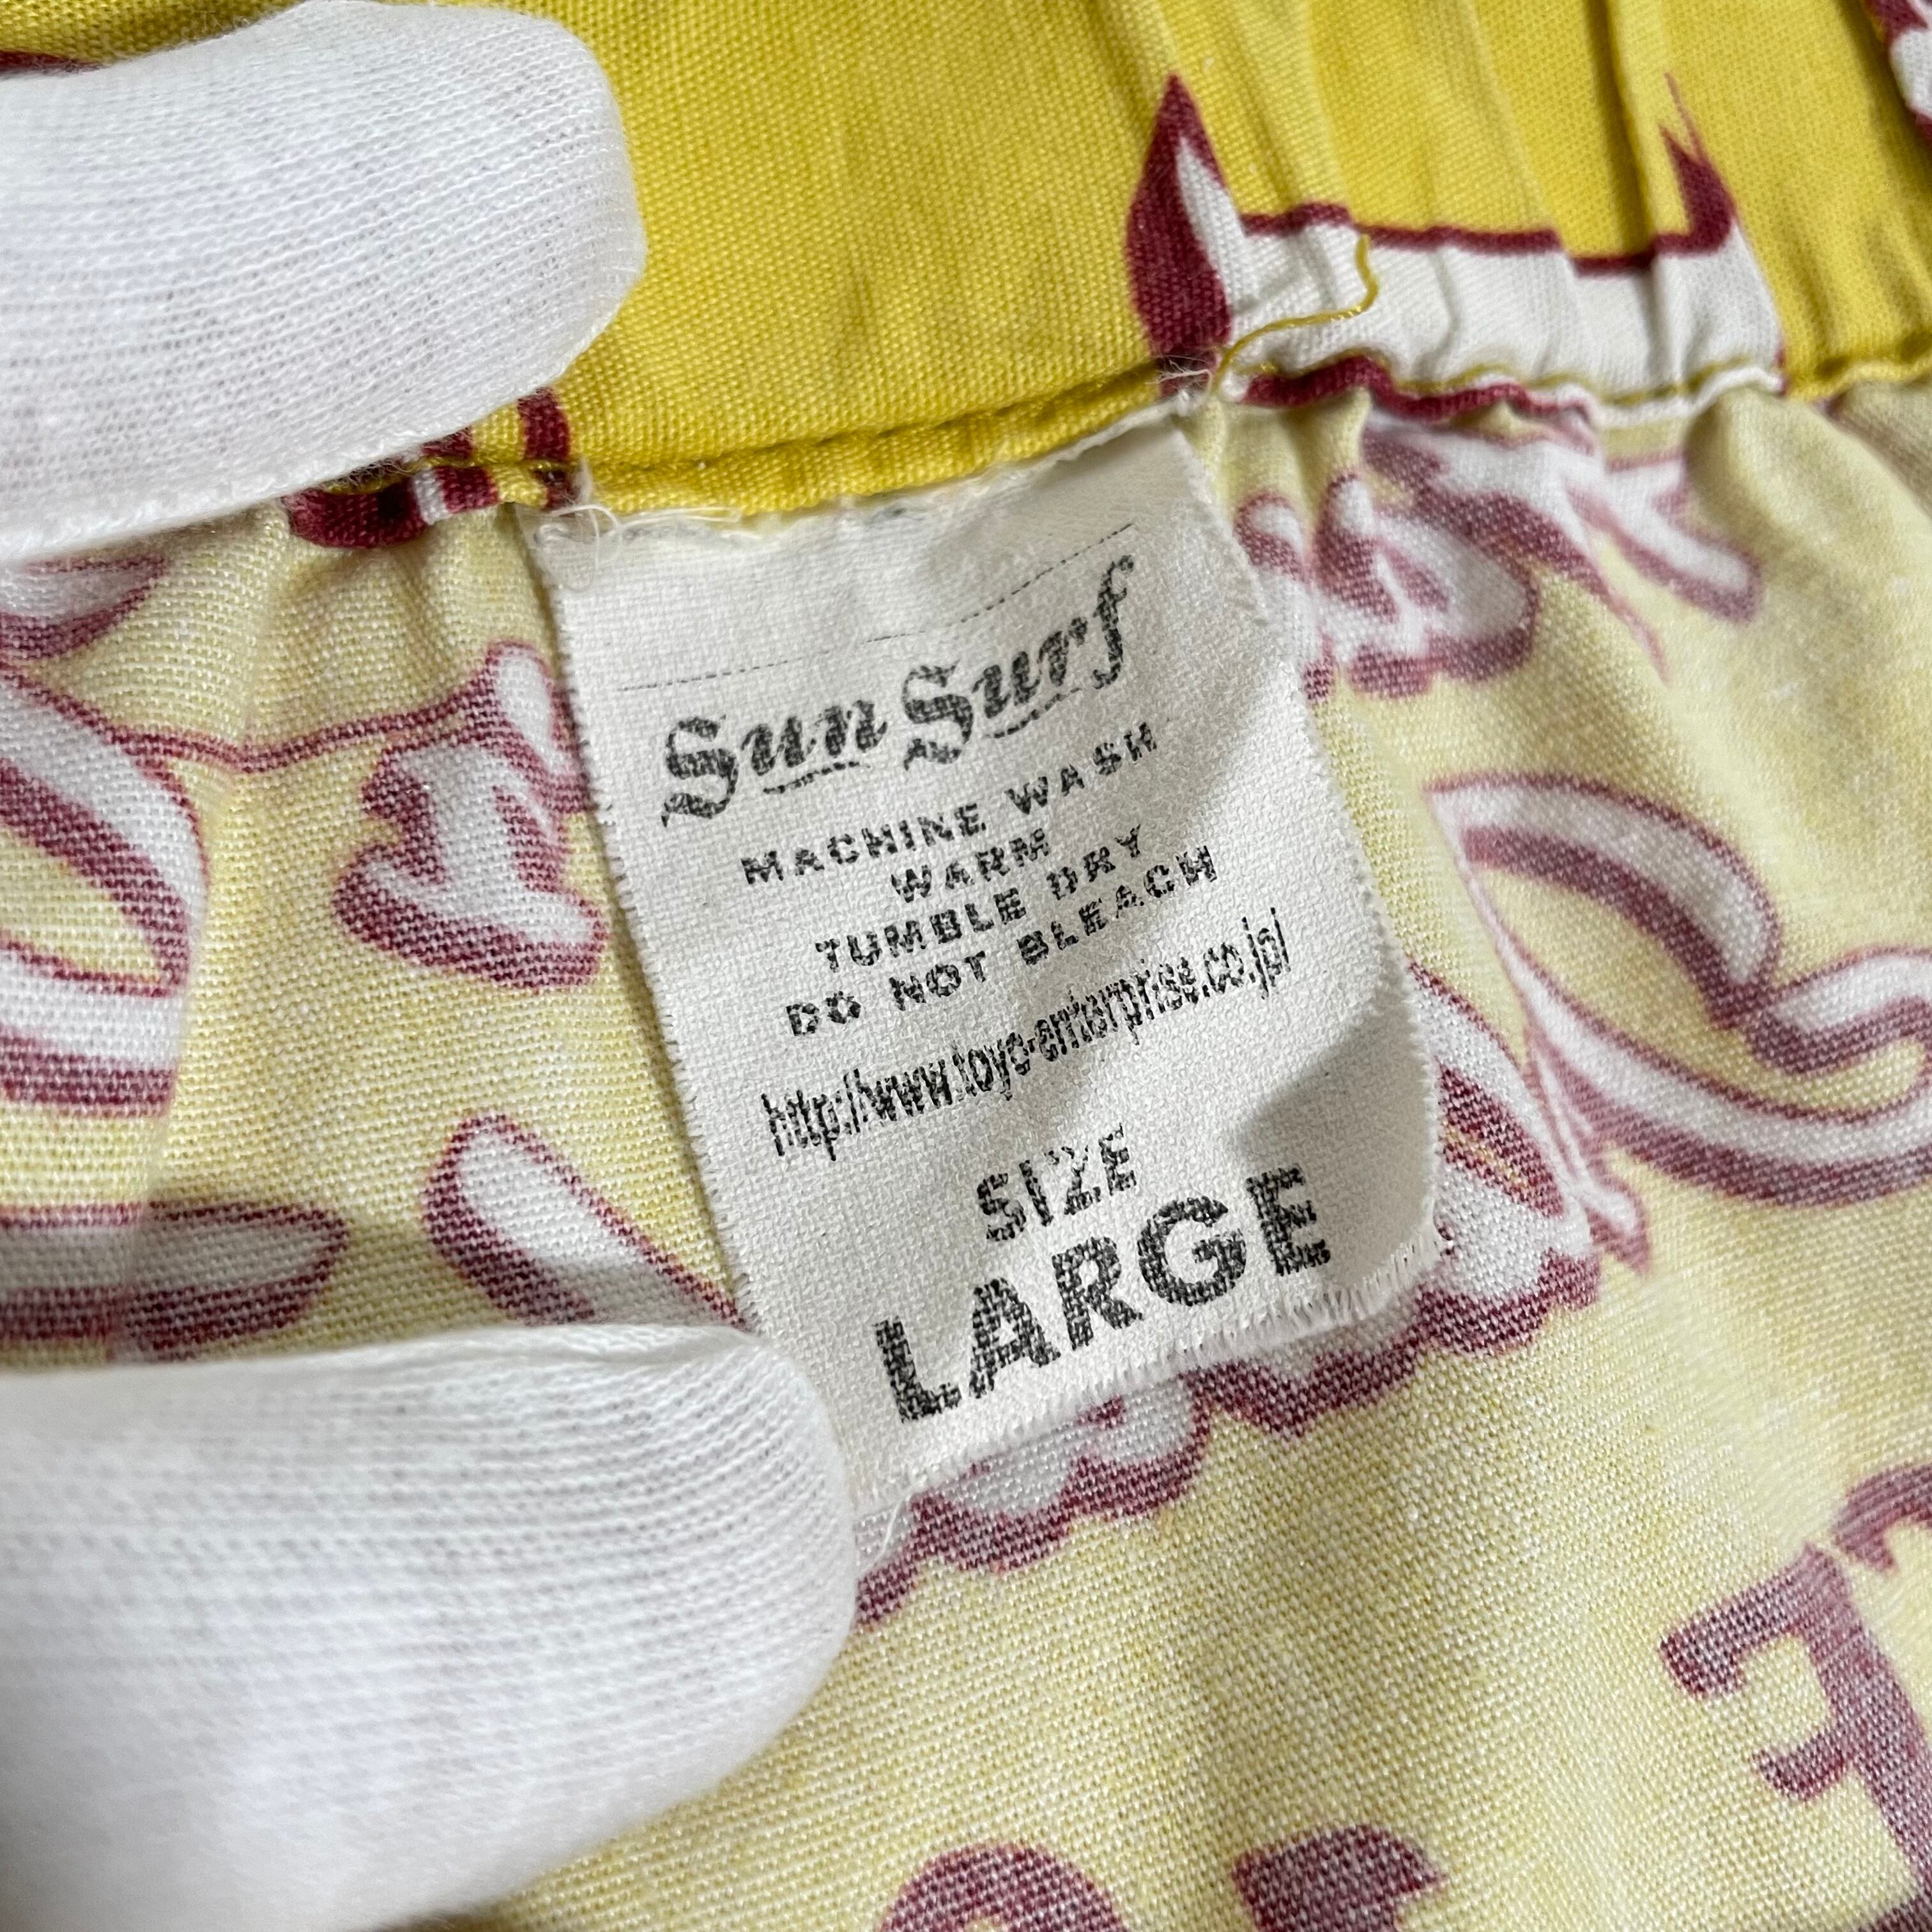 Sun Surf
MACHINE WASH
WARM
TUMBLE DRY
DO NOT BLEACH
http://www.toyo-enterprise.co.jp/
SIZE
LARGE